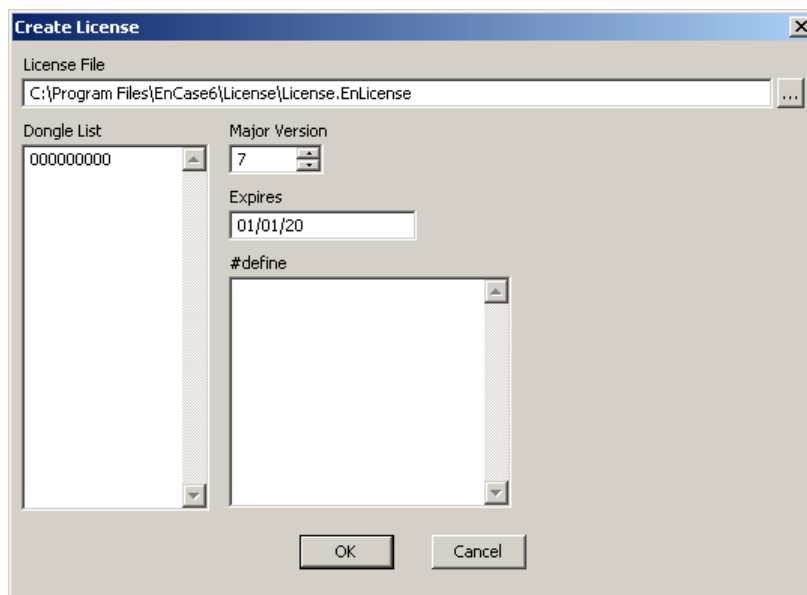 Create License
License File
C:\Program Files\EnCase6\License\License.EnLicense
...
Dongle List
000000000
Major Version
7
Expires
01/01/20
#define
OK
Cancel